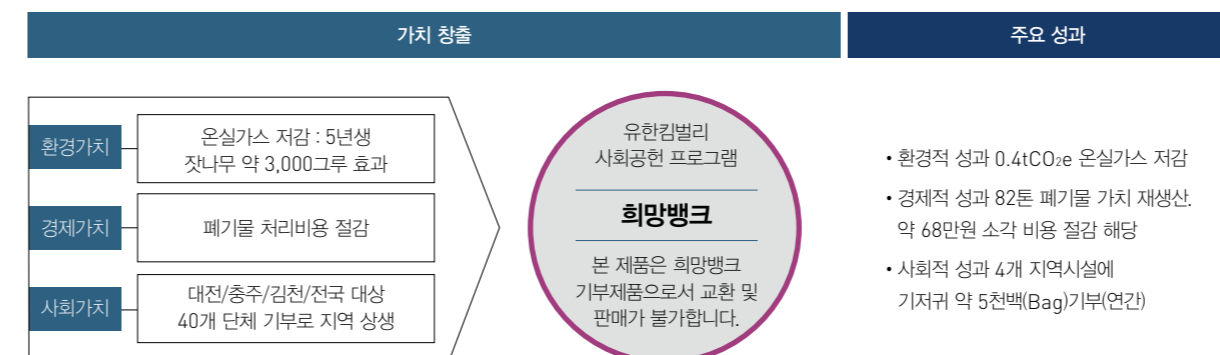 가치 창출
주요 성과
환경가치
온실가스 저감 : 5년생
잣나무 약 3,000그루 효과
경제가치
폐기물 처리비용 절감
사회가치
대전/충주/김천/전국 대상
40개 단체 기부로 지역 상생
유한킴벌리
사회공헌 프로그램
희망뱅크
본 제품은 희망뱅크
기부제품으로서 교환 및
판매가 불가합니다.
• 환경적 성과 0.4tCO₂e 온실가스 저감
• 경제적 성과 82톤 폐기물 가치 재생산.
약 68만원 소각 비용 절감 해당
• 사회적 성과 4개 지역시설에
기저귀 약 5천백(Bag)기부(연간)